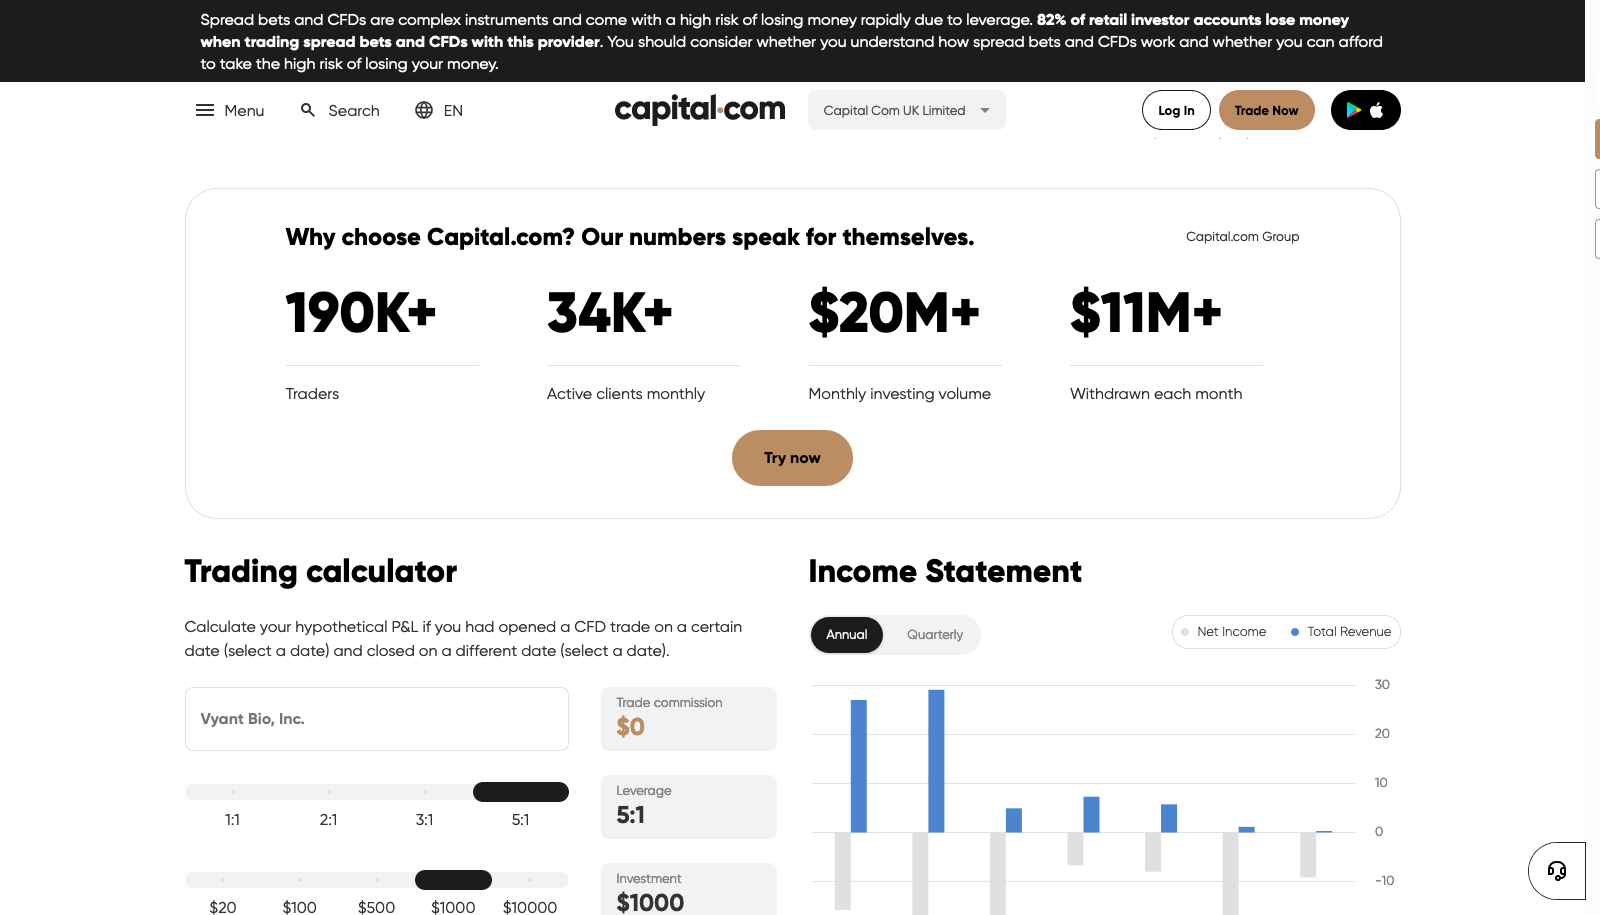 Spread bets and CFDs are complex instruments and come with a high risk of losing money rapidly due to leverage. 82% of retail investor accounts lose money
when trading spread bets and CFDs with this provider. You should consider whether you understand how spread bets and CFDs work and whether you can afford
to take the high risk of losing your money.
Menu Search EN capital.com Capital Com UK Limited Log In Trade Now
Why choose Capital.com? Our numbers speak for themselves. Capital.com Group
190K+ 34K+ $20M+ $11M+
Traders Active clients monthly Monthly investing volume Withdrawn each month
Try now
Trading calculator
Calculate your hypothetical P&L if you had opened a CFD trade on a certain
date (select a date) and closed on a different date (select a date).
Vyant Bio, Inc.
Trade commission
$0
1:1 2:1 3:1 5:1
Leverage
5:1
$20 $100 $500 $1000 $10000
Investment
$1000
Income Statement
Annual Quarterly Net Income Total Revenue
30
20
10
0
-10